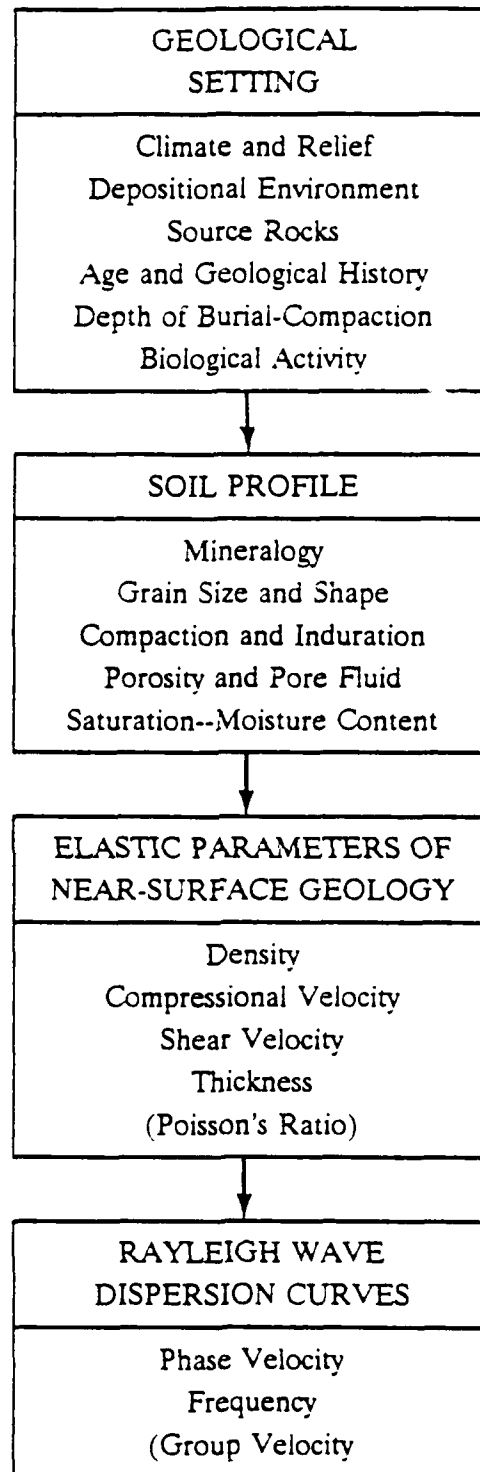 GEOLOGICAL
SETTING
Climate and Relief
Depositional Environment
Source Rocks
Age and Geological History
Depth of Burial-Compaction
Biological Activity
SOIL PROFILE
Mineralogy
Grain Size and Shape
Compaction and Induration
Porosity and Pore Fluid
Saturation--Moisture Content
ELASTIC PARAMETERS OF
NEAR-SURFACE GEOLOGY
Density
Compressional Velocity
Shear Velocity
Thickness
(Poisson's Ratio)
RAYLEIGH WAVE
DISPERSION CURVES
Phase Velocity
Frequency
(Group Velocity